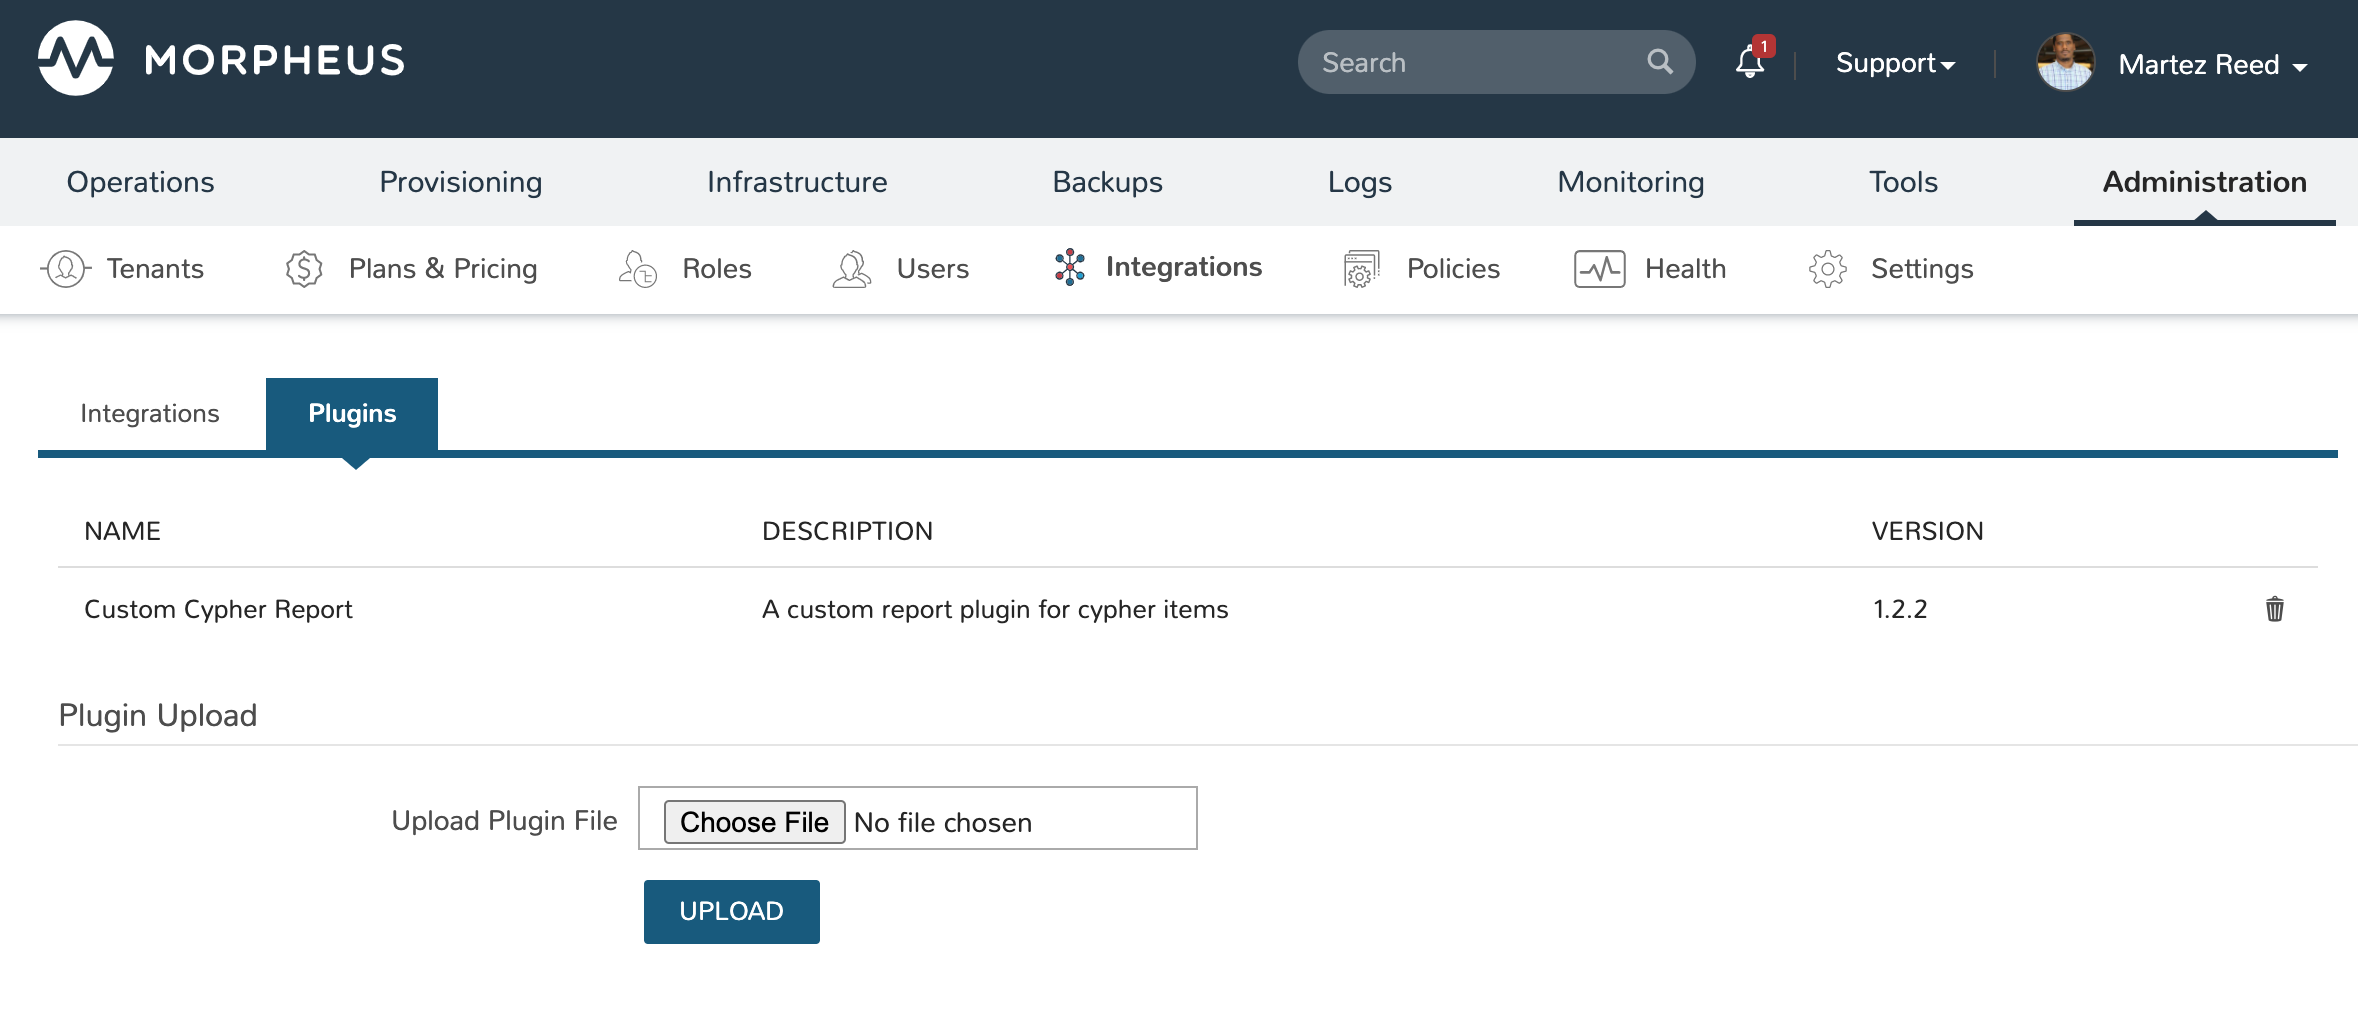 MORPHEUS
Search
1
Support
Martez Reed
Operations
Provisioning
Infrastructure
Backups
Logs
Monitoring
Tools
Administration
Tenants
Plans & Pricing
Roles
Users
Integrations
Policies
Health
Settings
Integrations
Plugins
NAME
DESCRIPTION
VERSION
Custom Cypher Report
A custom report plugin for cypher items
1.2.2
Plugin Upload
Upload Plugin File
Choose File
No file chosen
UPLOAD